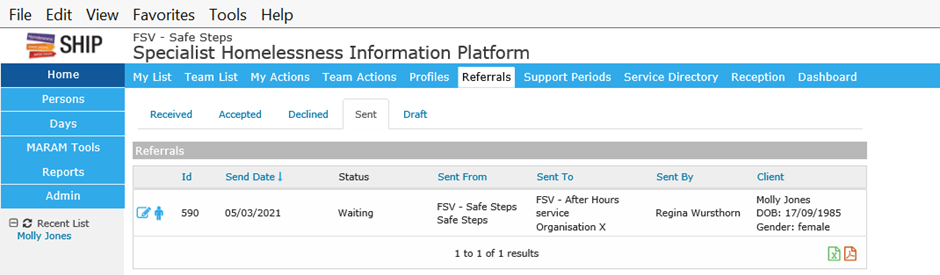 File Edit View Favorites Tools Help
SHIP
FSV - Safe Steps
Specialist Homelessness Information Platform
Home
My List Team List My Actions Team Actions Profiles Referrals Support Periods Service Directory Reception Dashboard
Persons
Days
MARAM Tools
Reports
Admin
Recent List
Molly Jones
Received Accepted Declined Sent Draft
Referrals
Id Send Date Status Sent From Sent To Sent By Client
590 05/03/2021 Waiting FSV - Safe Steps
Safe Steps
FSV - After Hours
service
Organisation X
Regina Wursthorn
Molly Jones
DOB: 17/09/1985
Gender: female
1 to 1 of 1 results